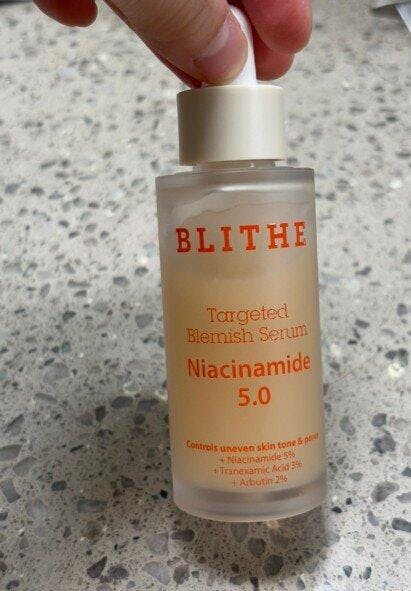 BLITHE
Targeted
Blemish Serum
Niacinamide
5.0
Controls uneven skin tone & pores
+ Niacinamide 5%
+ Tranexamic Acid 3%
+ Arbutin 2%